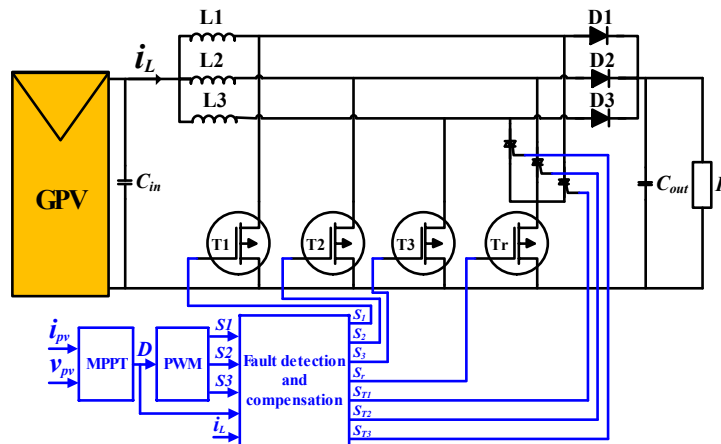 L1
D1
i_L
L2
D2
L3
D3
GPV
C_in
C_out
T1
T2
T3
Tr
i_pv
v_pv
MPPT
D
PWM
S1
S2
S3
i_L
Fault detection
and
compensation
S_1
S_2
S_3
S_r
S_T1
S_T2
S_T3